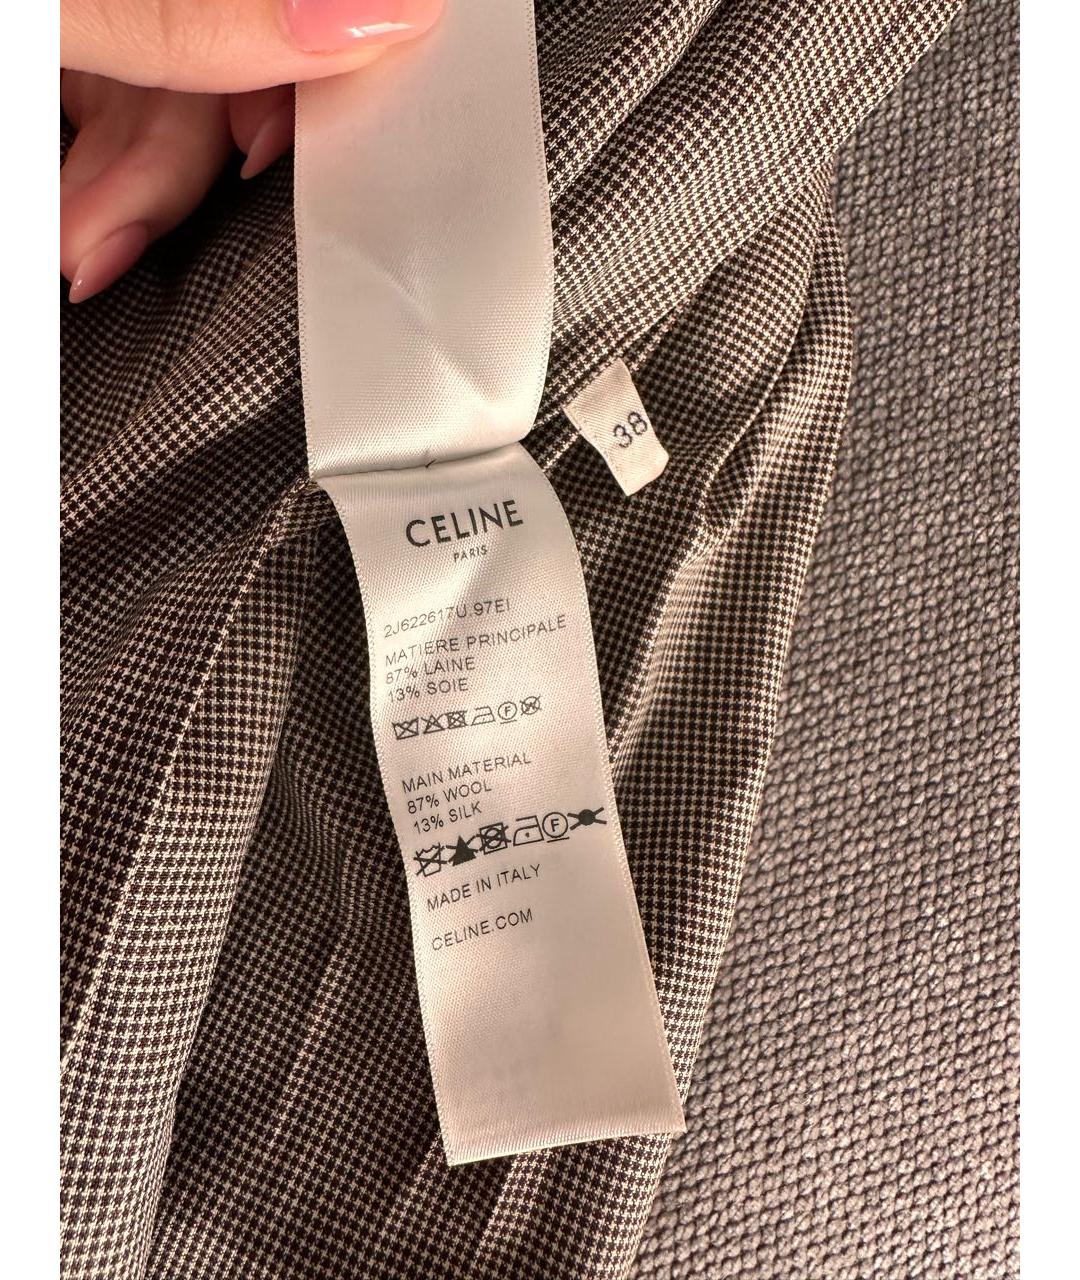 38
CELINE
PARIS
2J622617U.97EI
MATIERE PRINCIPALE
87% LAINE
13% SOIE
F
MAIN MATERIAL
87% WOOL
13% SILK
F
MADE IN ITALY
CELINE.COM